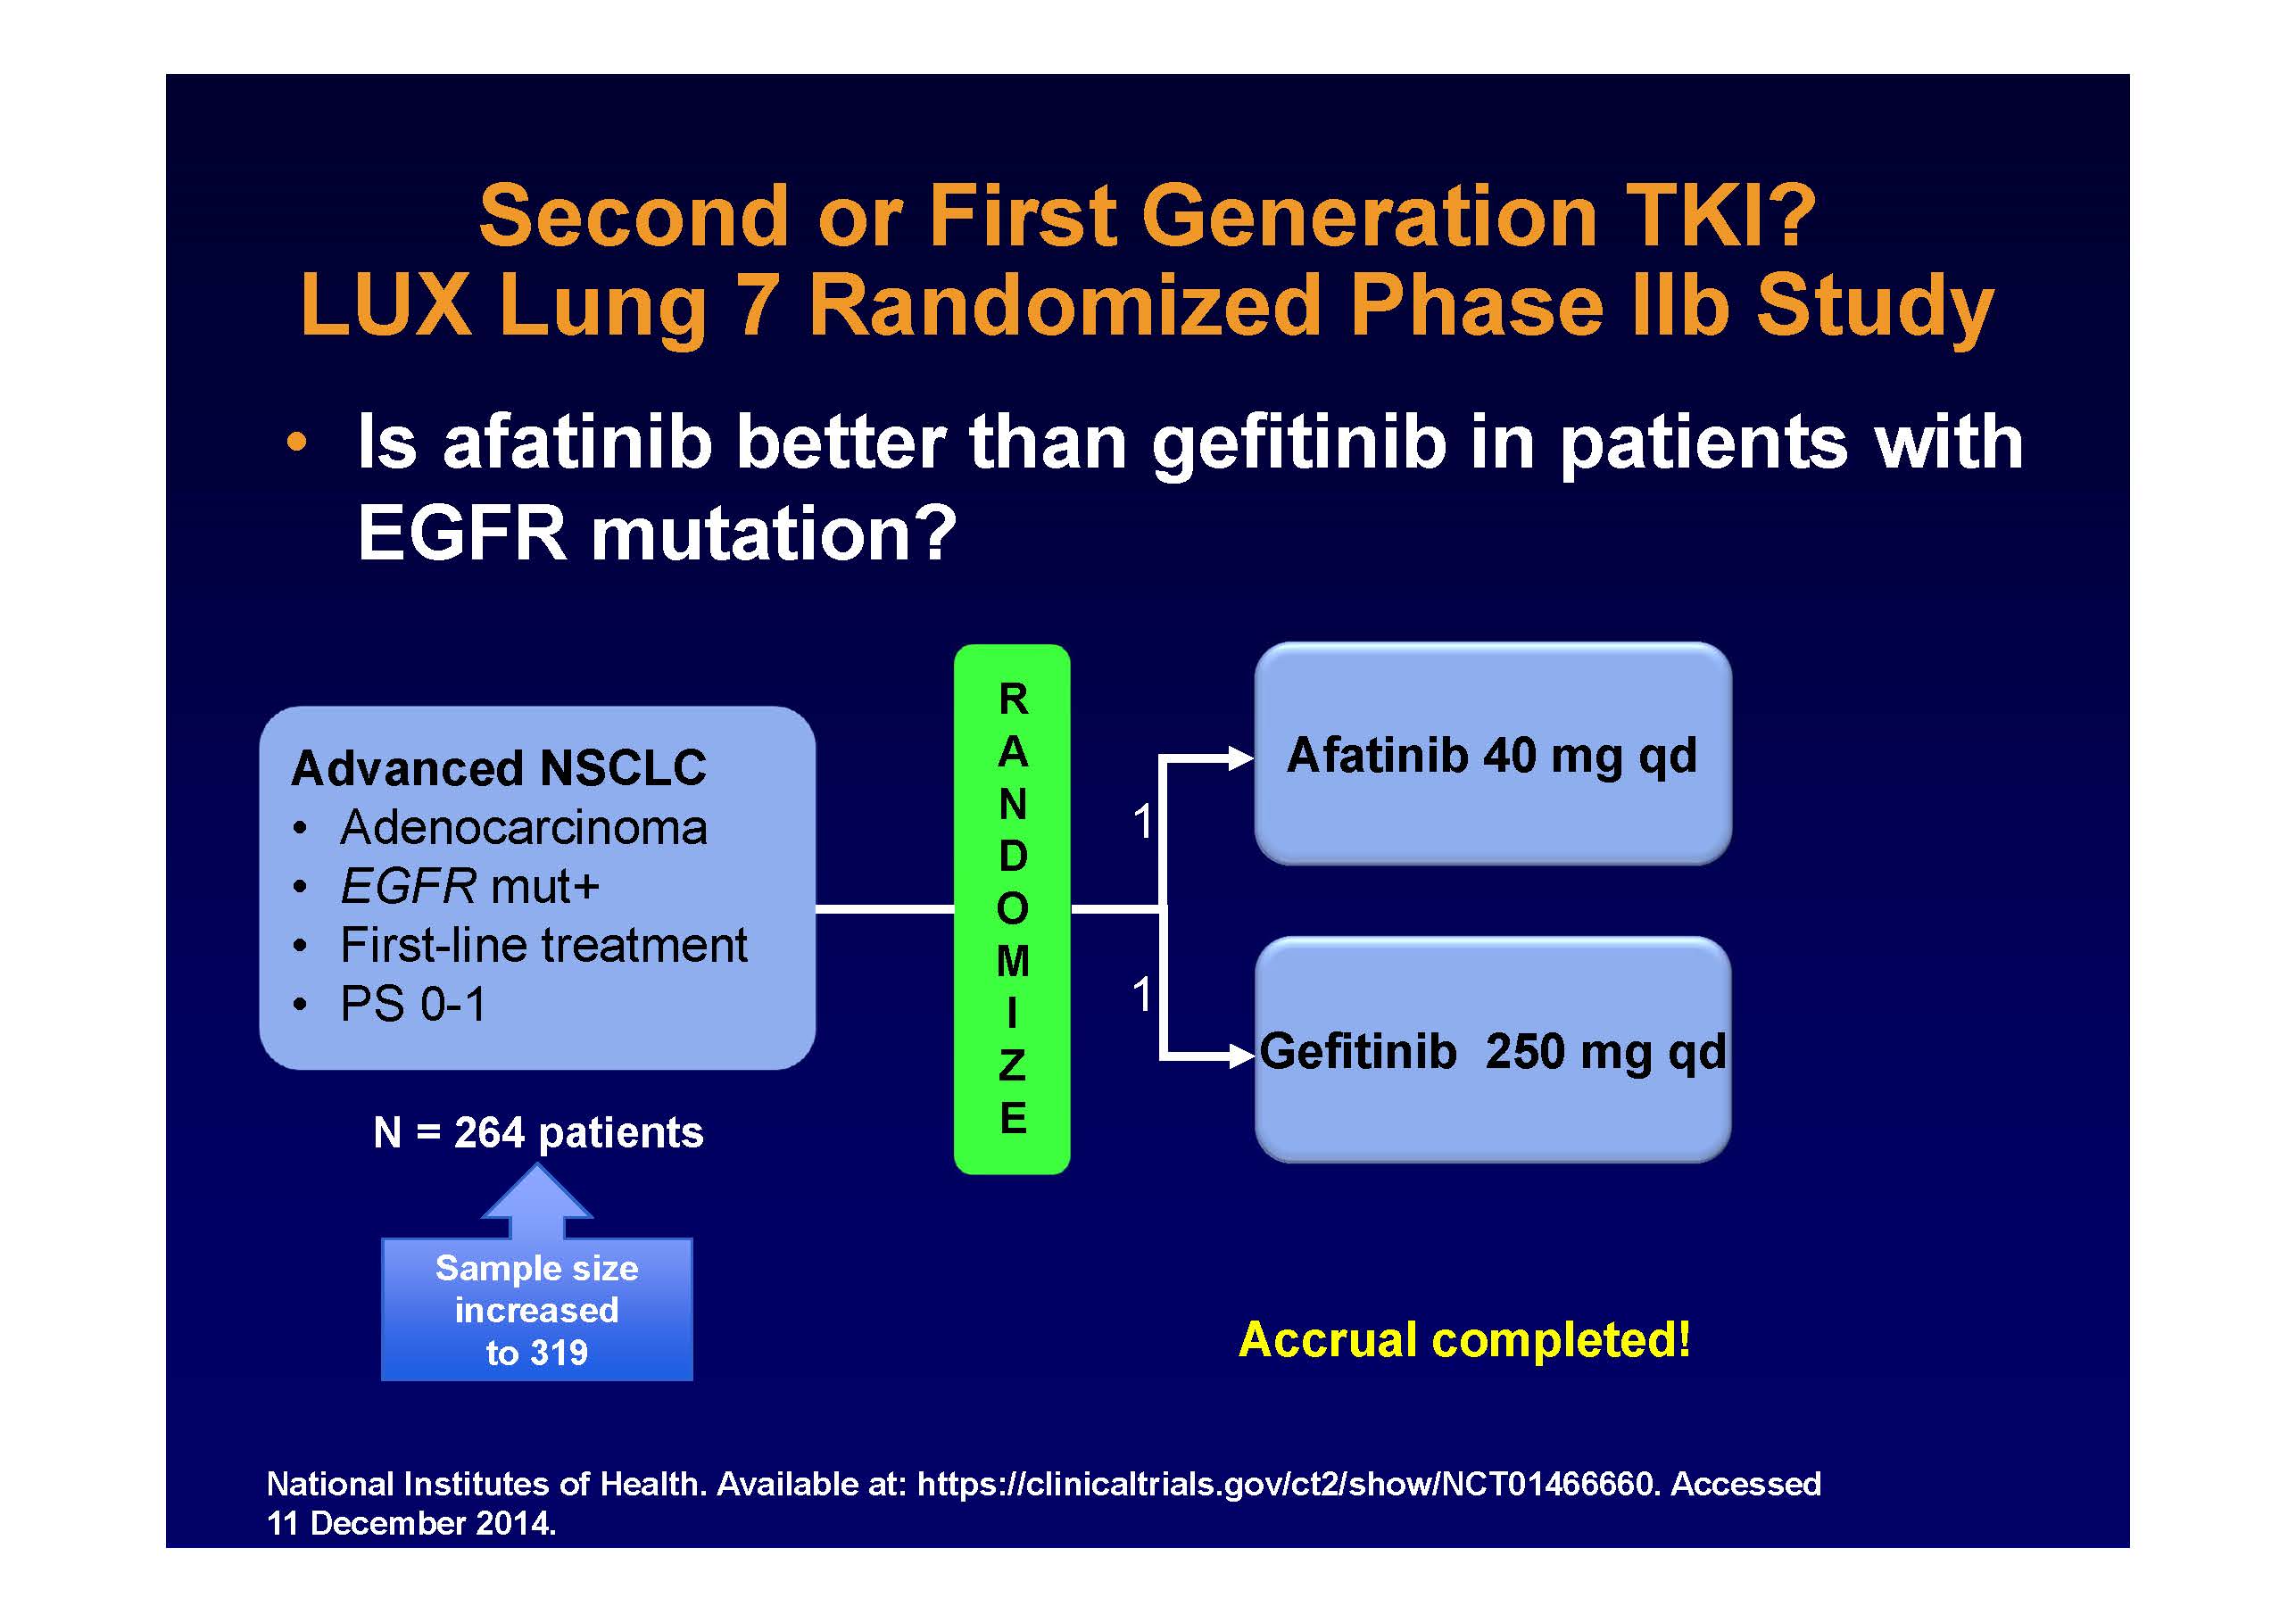 Second or First Generation TKI?
LUX Lung 7 Randomized Phase IIb Study
• Is afatinib better than gefitinib in patients with
EGFR mutation?
Advanced NSCLC
• Adenocarcinoma
• EGFR mut+
• First-line treatment
• PS 0-1
N = 264 patients
Sample size
increased
to 319
R
A
N
D
O
M
I
Z
E
1
1
Afatinib 40 mg qd
Gefitinib 250 mg qd
Accrual completed!
National Institutes of Health. Available at: https://clinicaltrials.gov/ct2/show/NCT01466660. Accessed
11 December 2014.